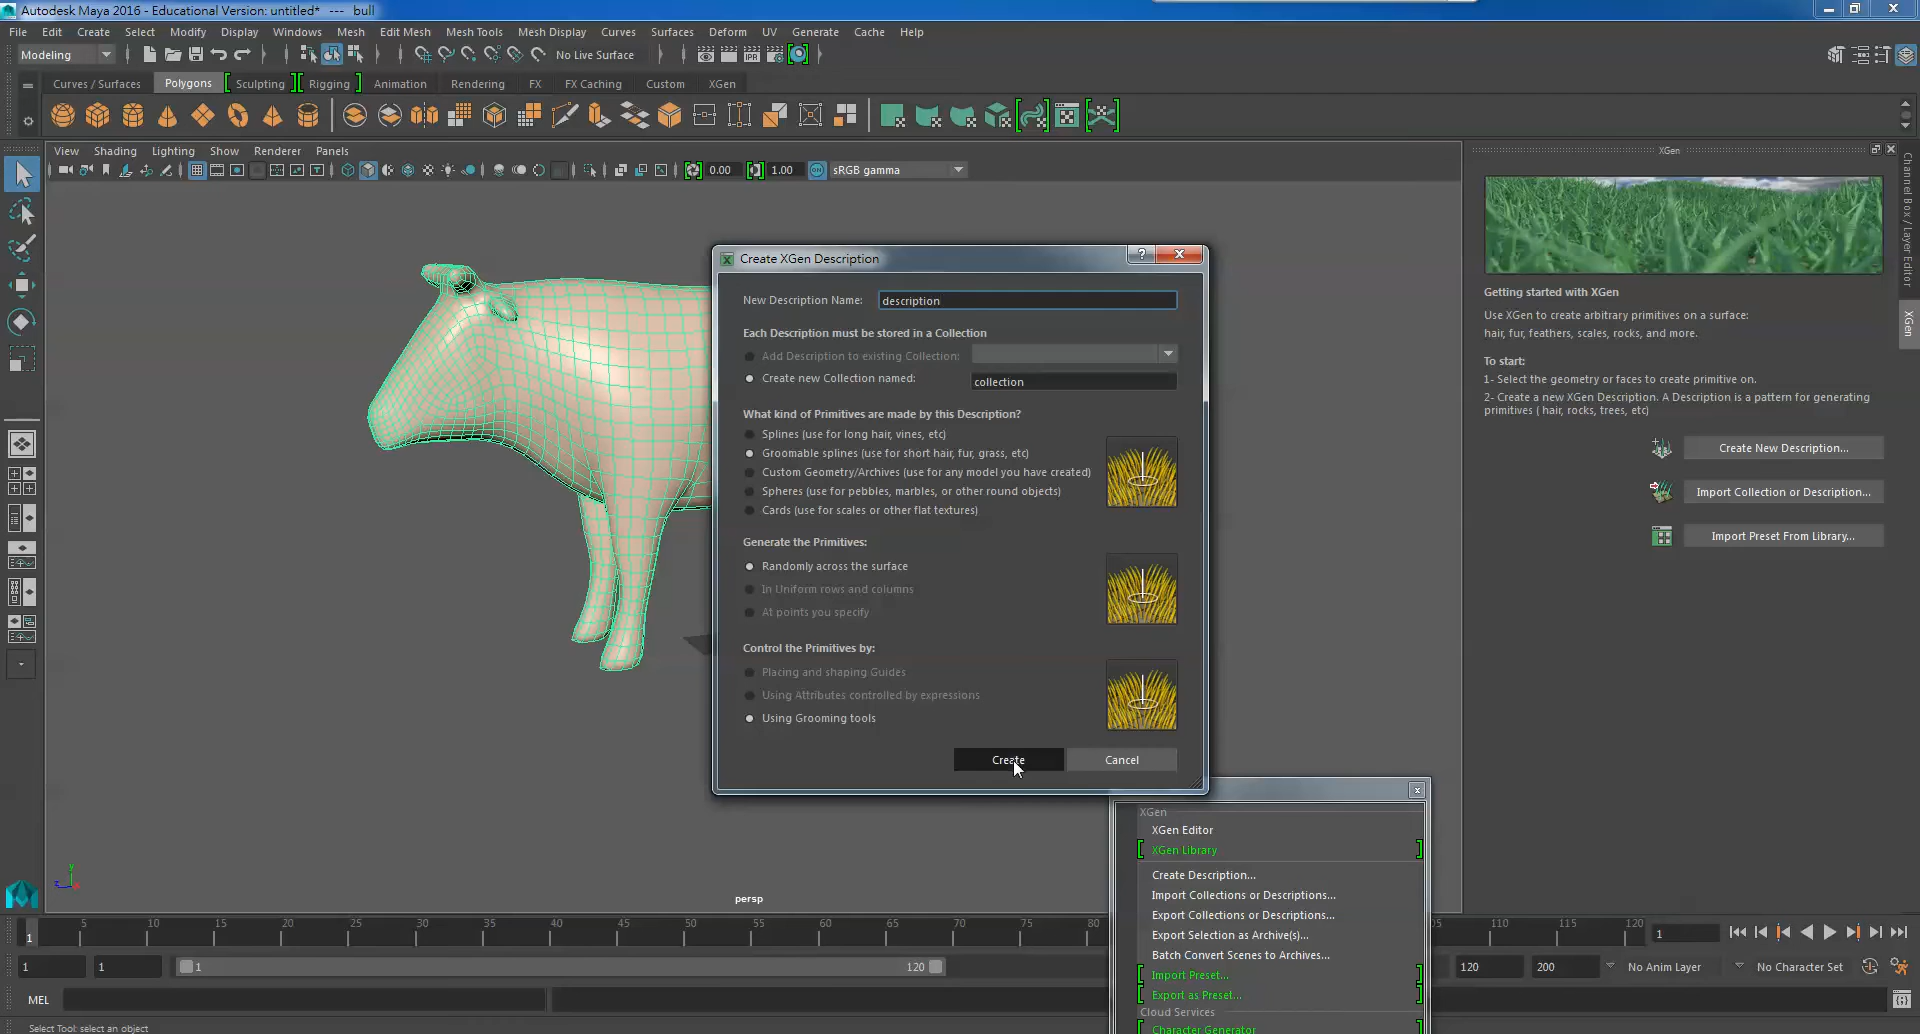 Autodesk Maya 2016 - Educational Version: untitled* --- bull
File Edit Create Select Modify Display Windows Mesh Edit Mesh Mesh Tools Mesh Display Curves Surfaces Deform UV Generate Cache Help
Modeling No Live Surface
Curves / Surfaces Polygons Sculpting Rigging Animation Rendering FX FX Caching Custom XGen
View Shading Lighting Show Renderer Panels
0.00 1.00 sRGB gamma
XGen
Channel Box / Layer Editor
XGen
Getting started with XGen
Use XGen to create arbitrary primitives on a surface:
hair, fur, feathers, scales, rocks, and more.
To start:
1- Select the geometry or faces to create primitive on.
2- Create a new XGen Description. A Description is a pattern for generating
primitives ( hair, rocks, trees, etc)
Create New Description...
Import Collection or Description...
Import Preset From Library...
Create XGen Description
New Description Name: description
Each Description must be stored in a Collection
Add Description to existing Collection:
Create new Collection named: collection
What kind of Primitives are made by this Description?
Splines (use for long hair, vines, etc)
Groomable splines (use for short hair, fur, grass, etc)
Custom Geometry/Archives (use for any model you have created)
Spheres (use for pebbles, marbles, or other round objects)
Cards (use for scales or other flat textures)
Generate the Primitives:
Randomly across the surface
In Uniform rows and columns
At points you specify
Control the Primitives by:
Placing and shaping Guides
Using Attributes controlled by expressions
Using Grooming tools
Create Cancel
XGen
XGen Editor
XGen Library
Create Description...
Import Collections or Descriptions...
Export Collections or Descriptions...
Export Selection as Archive(s)...
Batch Convert Scenes to Archives...
Import Preset...
Export as Preset...
Cloud Services
Character Generator
y
z
persp
1 5 10 15 20 25 30 35 40 45 50 55 60 65 70 75 80 05 110 115 120 1
1 1 1 120 120 200 No Anim Layer No Character Set
MEL
Select Tool: select an object